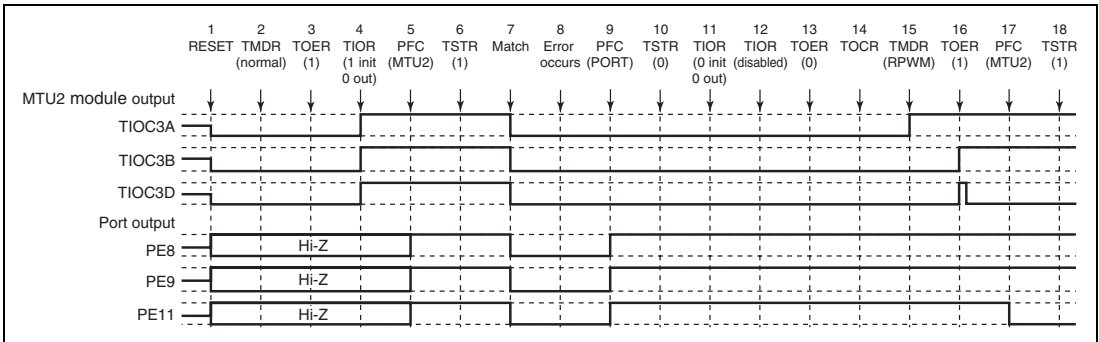 1 2 3 4 5 6 7 8 9 10 11 12 13 14 15 16 17 18
RESET TMDR TOER TIOR PFC TSTR Match Error PFC TSTR TIOR TIOR TOER TOCR TMDR TOER PFC TSTR
(normal) (1) (1 init (MTU2) (1) occurs (PORT) (0) (0 init (disabled) (0) (RPWM) (1) (MTU2) (1)
0 out) 0 out)
MTU2 module output
TIOC3A
TIOC3B
TIOC3D
Port output
PE8 Hi-Z
PE9 Hi-Z
PE11 Hi-Z